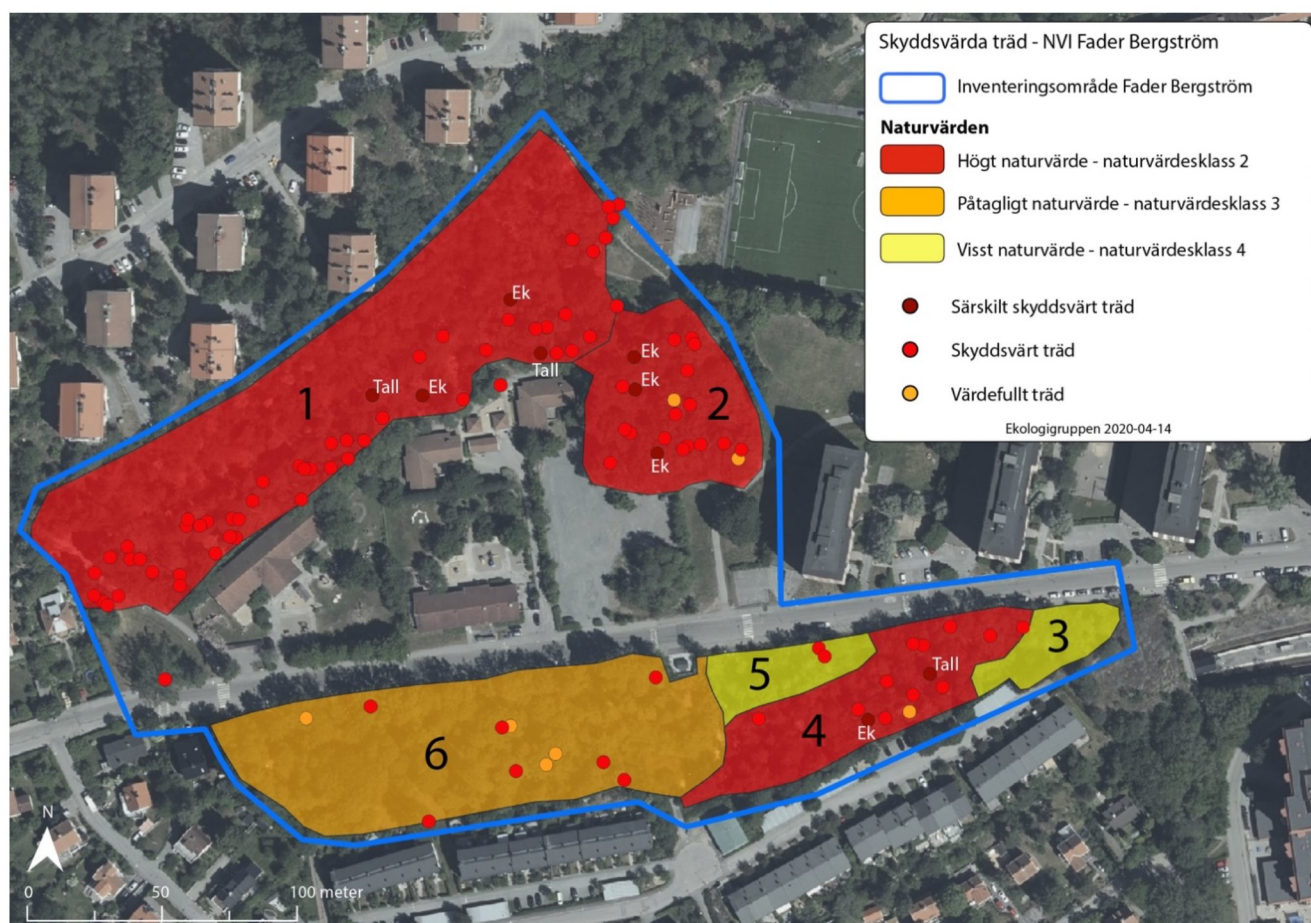 Skyddsvärda träd - NVI Fader Bergström
Inventeringsområde Fader Bergström
Naturvärden
Högt naturvärde - naturvärdesklass 2
Påtagligt naturvärde - naturvärdesklass 3
Visst naturvärde - naturvärdesklass 4
Särskilt skyddsvärt träd
Skyddsvärt träd
Värdefullt träd
Ekologigruppen 2020-04-14
Ek
Ek
Tall
Tall
Ek
Ek
1
2
Ek
3
5
Tall
4
Ek
6
N
0 50 100 meter